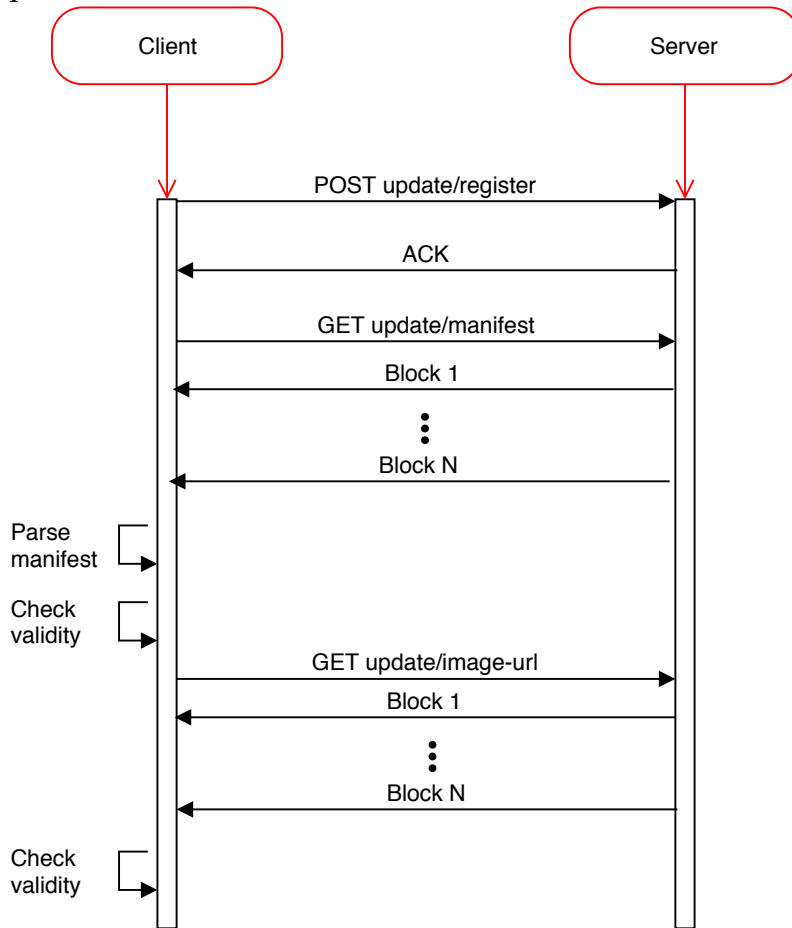 Client
Server
POST update/register
ACK
GET update/manifest
Block 1
Block N
Parse
manifest
Check
validity
GET update/image-url
Block 1
Block N
Check
validity